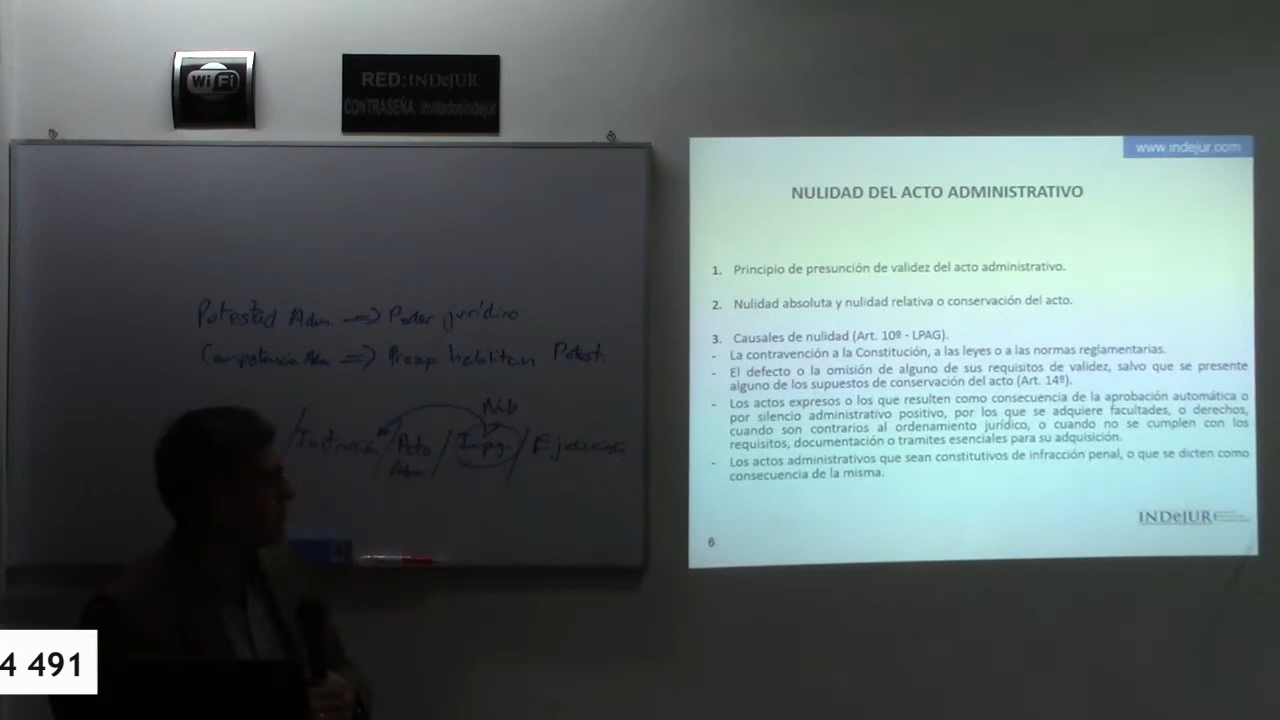 WiFi
RED:INDeJUR
CONTRASEÑA: invitadosindejur
Potestad Adm. => Poder jurídico
Competencia Adm => Presup. habilitan Potest.
Nub
/ Instrucción / Acto / Impg. / Ejecución
Adm
www.indejur.com
NULIDAD DEL ACTO ADMINISTRATIVO
1. Principio de presunción de validez del acto administrativo.
2. Nulidad absoluta y nulidad relativa o conservación del acto.
3. Causales de nulidad (Art. 10º - LPAG).
- La contravención a la Constitución, a las leyes o a las normas reglamentarias.
- El defecto o la omisión de alguno de sus requisitos de validez, salvo que se presente
alguno de los supuestos de conservación del acto (Art. 14º).
- Los actos expresos o los que resulten como consecuencia de la aprobación automática o
por silencio administrativo positivo, por los que se adquiere facultades, o derechos,
cuando son contrarios al ordenamiento jurídico, o cuando no se cumplen con los
requisitos, documentación o tramites esenciales para su adquisición.
- Los actos administrativos que sean constitutivos de infracción penal, o que se dicten como
consecuencia de la misma.
INDeJUR
6
4 491